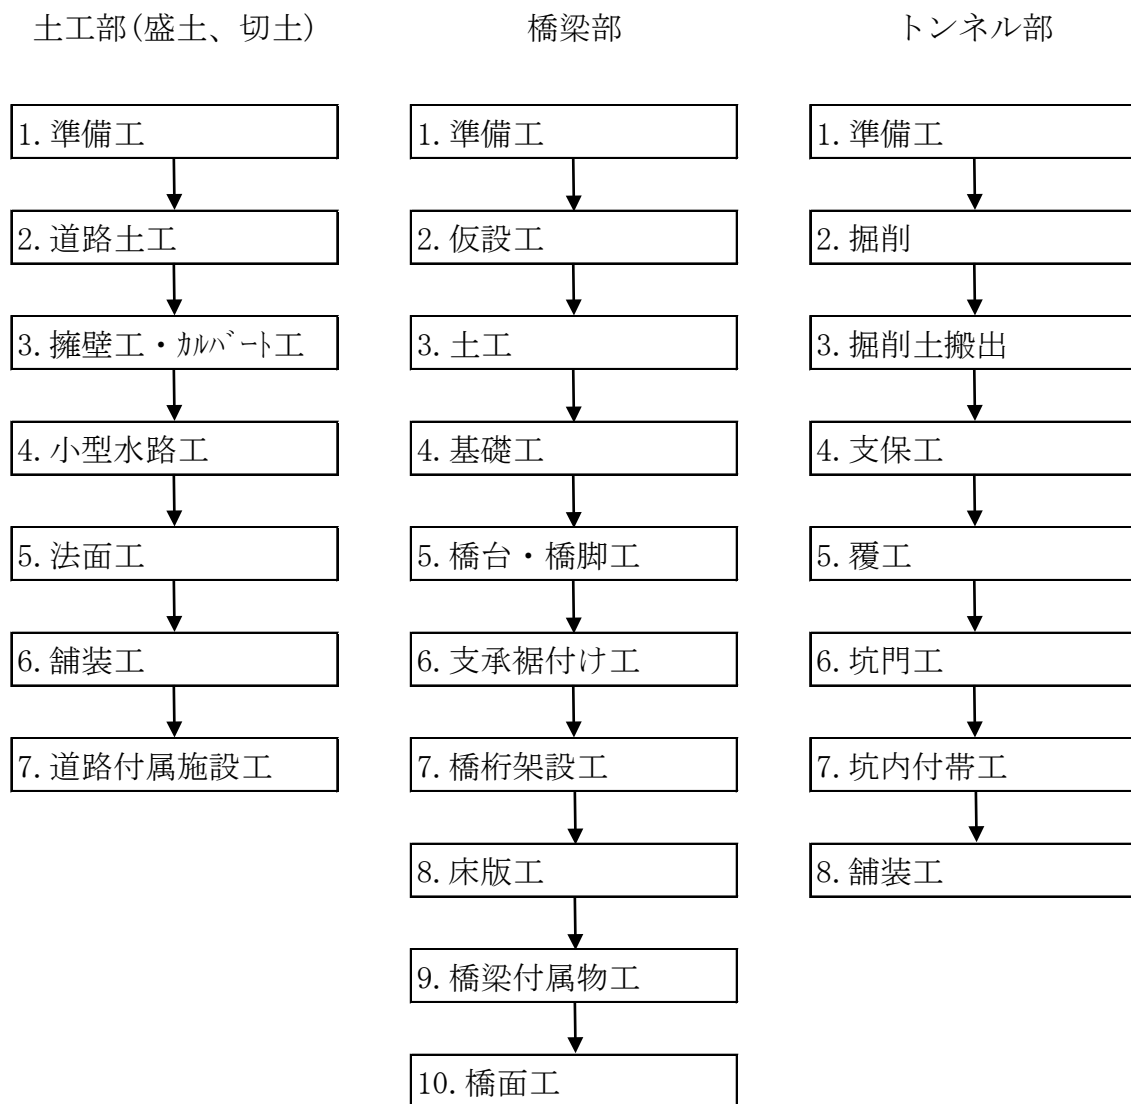 土工部(盛土、切土)
1.準備工
2.道路土工
3.擁壁工・ｶﾙﾊﾞｰﾄ工
4.小型水路工
5.法面工
6.舗装工
7.道路付属施設工
橋梁部
1.準備工
2.仮設工
3.土工
4.基礎工
5.橋台・橋脚工
6.支承裾付け工
7.橋桁架設工
8.床版工
9.橋梁付属物工
10.橋面工
トンネル部
1.準備工
2.掘削
3.掘削土搬出
4.支保工
5.覆工
6.坑門工
7.坑内付帯工
8.舗装工